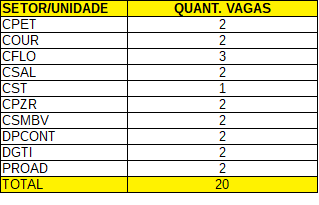 SETOR/UNIDADE QUANT. VAGAS
CPET 2
COUR 2
CFLO 3
CSAL 2
CST 1
CPZR 2
CSMBV 2
DPCONT 2
DGTI 2
PROAD 2
TOTAL 20